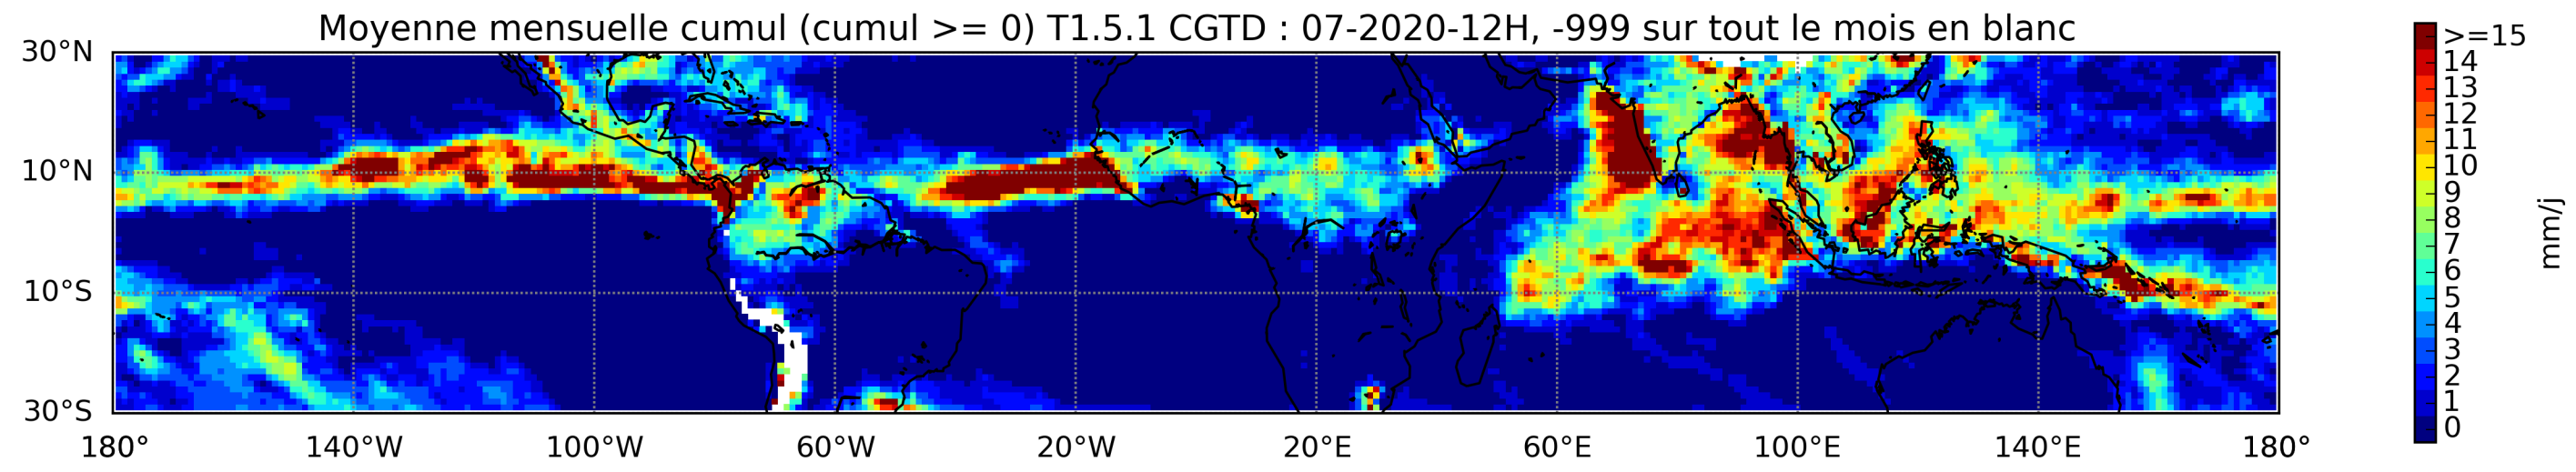 Moyenne mensuelle cumul (cumul >= 0) T1.5.1 CGTD : 07-2020-12H, -999 sur tout le mois en blanc
30°N
10°N
10°S
30°S
180°
140°W
100°W
60°W
20°W
20°E
60°E
100°E
140°E
180°
>=15
14
13
12
11
10
9
8
7
6
5
4
3
2
1
0
mm/j